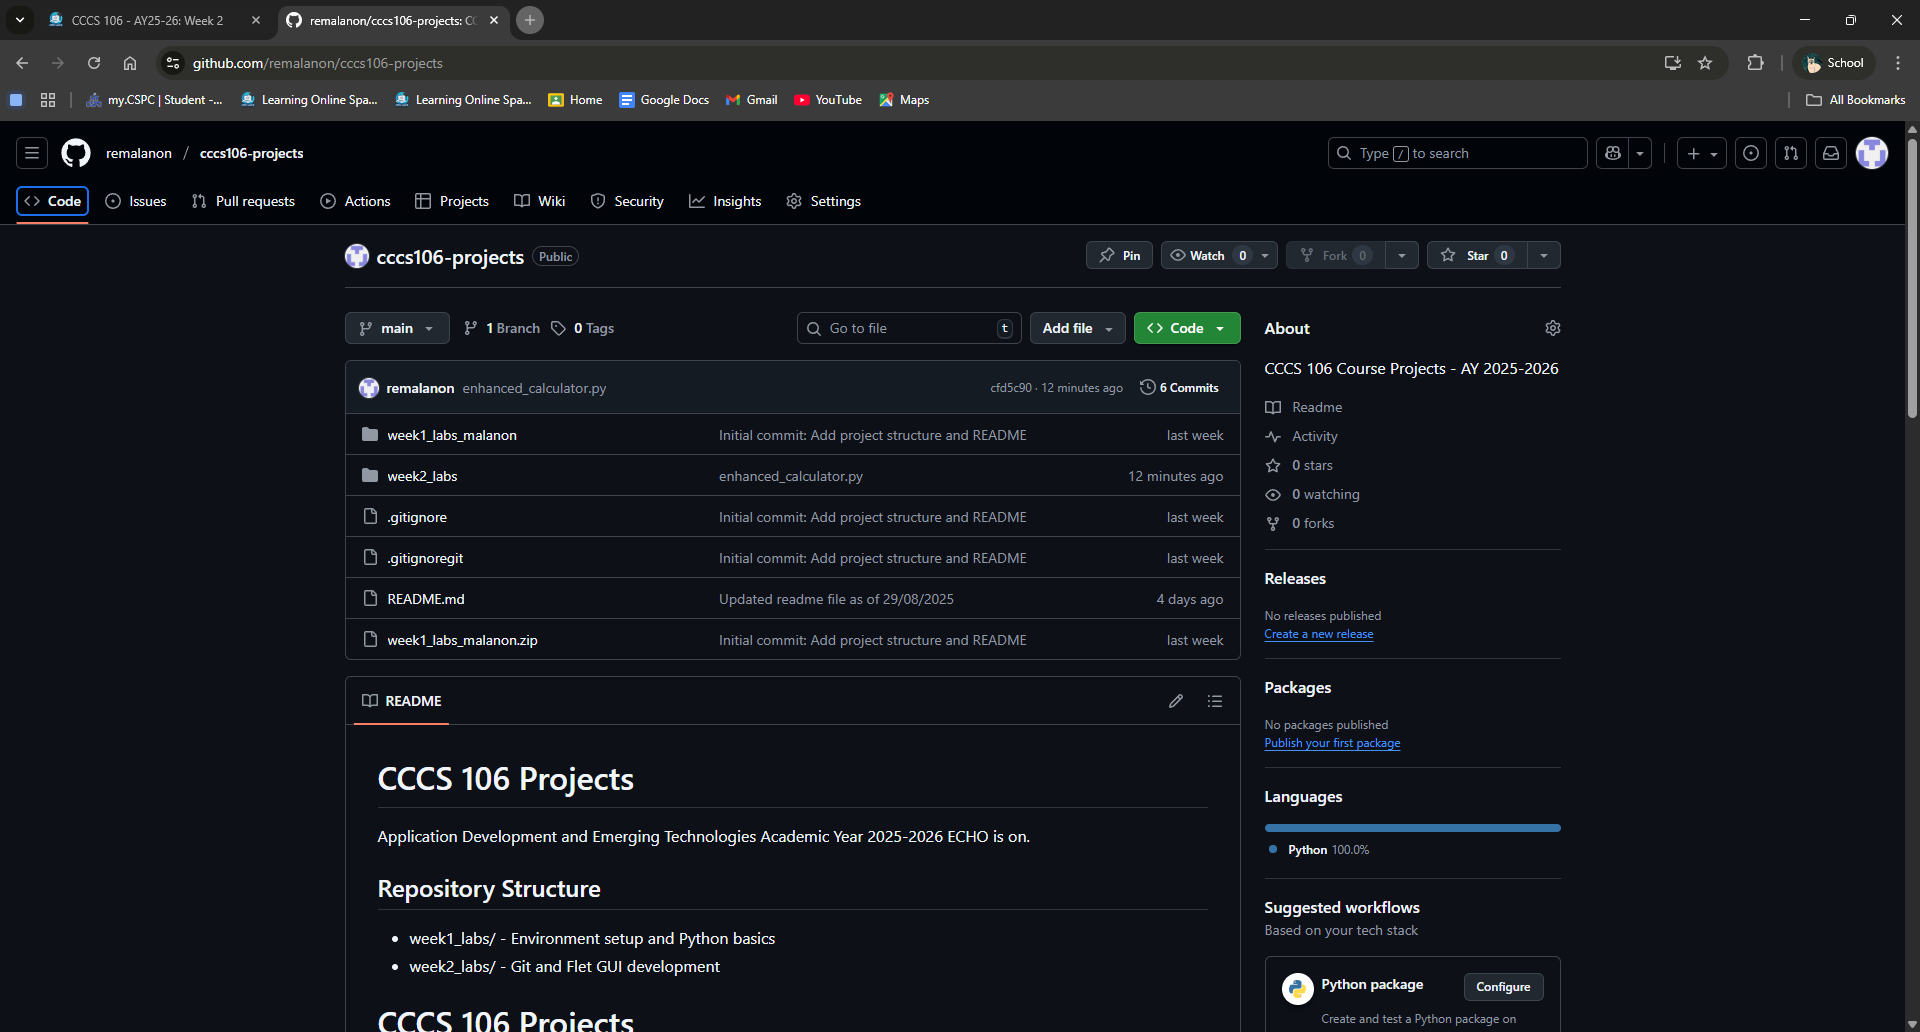 CCCS 106 - AY25-26: Week 2
remalanon/cccs106-projects: CC
github.com/remalanon/cccs106-projects
School
my.CSPC | Student -...
Learning Online Spa...
Learning Online Spa...
Home
Google Docs
Gmail
YouTube
Maps
All Bookmarks
remalanon / cccs106-projects
Type / to search
Code
Issues
Pull requests
Actions
Projects
Wiki
Security
Insights
Settings
cccs106-projects Public
Pin
Watch 0
Fork 0
Star 0
main
1 Branch
0 Tags
Go to file t
Add file
Code
remalanon enhanced_calculator.py cfd5c90 · 12 minutes ago 6 Commits
week1_labs_malanon Initial commit: Add project structure and README last week
week2_labs enhanced_calculator.py 12 minutes ago
.gitignore Initial commit: Add project structure and README last week
.gitignoregit Initial commit: Add project structure and README last week
README.md Updated readme file as of 29/08/2025 4 days ago
week1_labs_malanon.zip Initial commit: Add project structure and README last week
README
CCCS 106 Projects
Application Development and Emerging Technologies Academic Year 2025-2026 ECHO is on.
Repository Structure
week1_labs/ - Environment setup and Python basics
week2_labs/ - Git and Flet GUI development
CCCS 106 Projects
About
CCCS 106 Course Projects - AY 2025-2026
Readme
Activity
0 stars
0 watching
0 forks
Releases
No releases published
Create a new release
Packages
No packages published
Publish your first package
Languages
Python 100.0%
Suggested workflows
Based on your tech stack
Python package
Configure
Create and test a Python package on